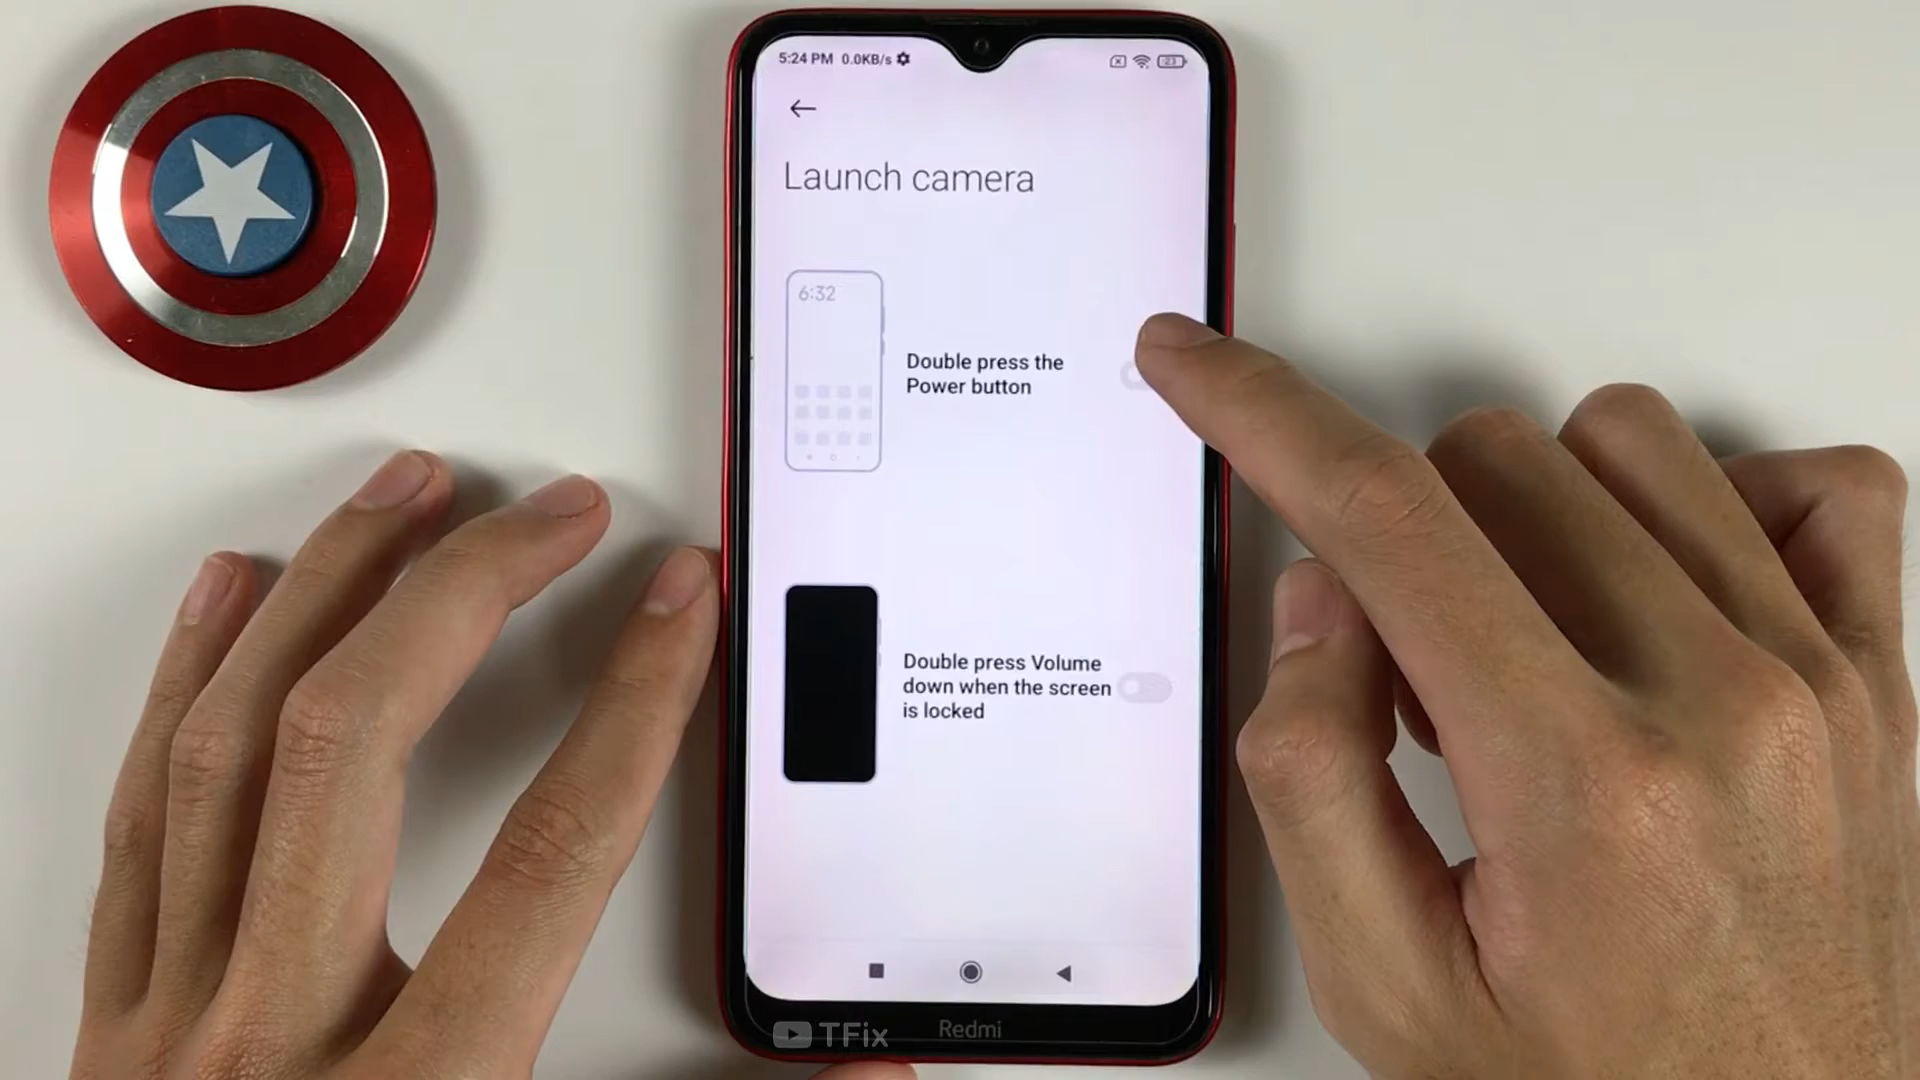 5:24 PM 0.0KB/s
23
Launch camera
6:32
Double press the
Power button
Double press Volume
down when the screen
is locked
TFix
Redmi